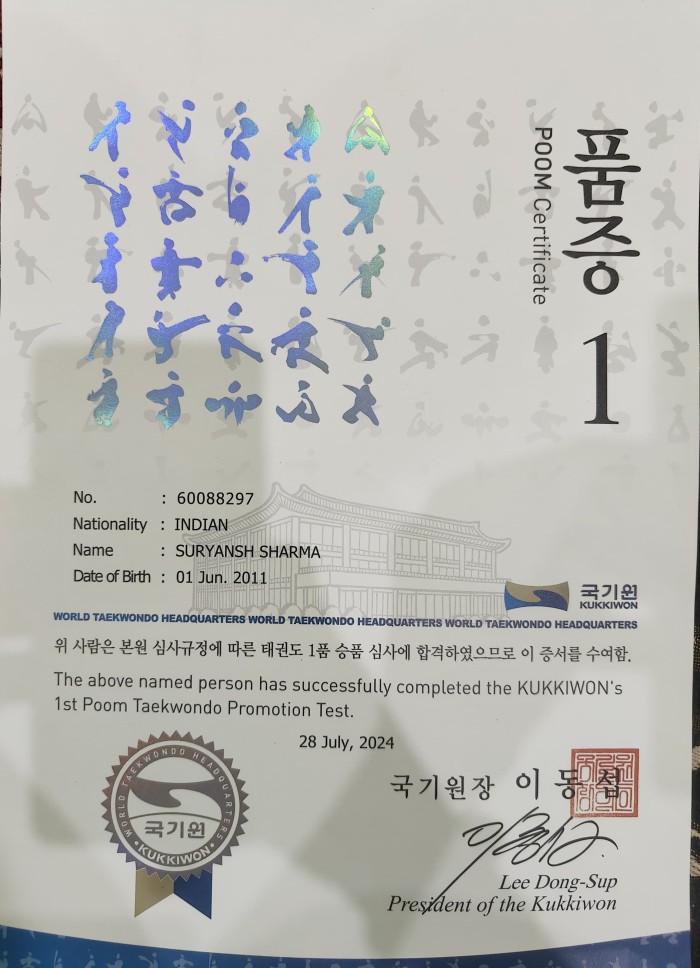 품증
POOM Certificate
1
No. : 60088297
Nationality : INDIAN
Name : SURYANSH SHARMA
Date of Birth : 01 Jun. 2011
국기원
KUKKIWON
WORLD TAEKWONDO HEADQUARTERS WORLD TAEKWONDO HEADQUARTERS WORLD TAEKWONDO HEADQUARTERS
위 사람은 본원 심사규정에 따른 태권도 1품 승품 심사에 합격하였으므로 이 증서를 수여함.
The above named person has successfully completed the KUKKIWON's
1st Poom Taekwondo Promotion Test.
28 July, 2024
WORLD TAEKWONDO HEADQUARTERS
국기원
KUKKIWON
국기원장 이동섭
Lee Dong-Sup
President of the Kukkiwon